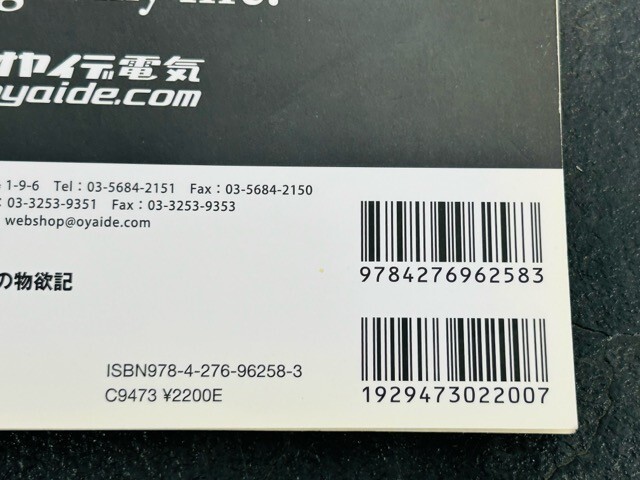 my life.
オヤイデ電気
oyaide.com
1-9-6 Tel：03-5684-2151 Fax：03-5684-2150
：03-3253-9351 Fax：03-3253-9353
webshop@oyaide.com
の物欲記
9784276962583
ISBN978-4-276-96258-3
C9473 ¥2200E
1929473022007